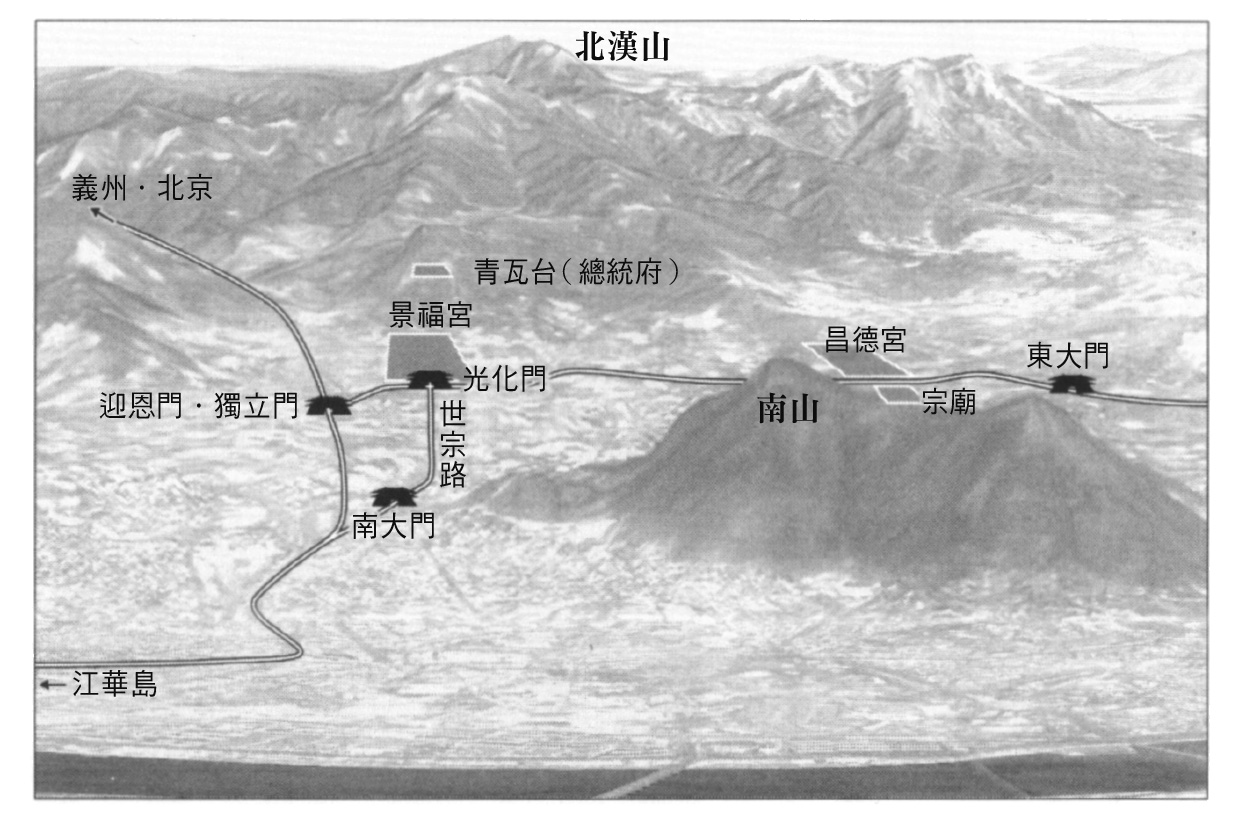 北漢山
義州·北京
青瓦台(總統府)
景福宮
昌德宮
東大門
光化門
迎恩門·獨立門
南山
宗廟
世宗路
南大門
江華島